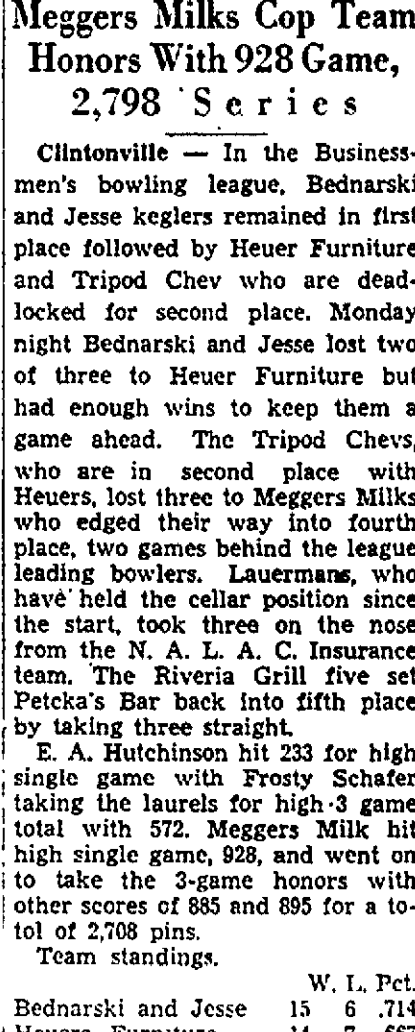 Meggers Milks Cop Team
Honors With 928 Game,
2,798 Series
Clintonville — In the Business-
men's bowling league, Bednarski
and Jesse keglers remained in first
place followed by Heuer Furniture
and Tripod Chev who are dead-
locked for second place. Monday
night Bednarski and Jesse lost two
of three to Heuer Furniture but
had enough wins to keep them a
game ahead. The Tripod Chevs,
who are in second place with
Heuers, lost three to Meggers Milks
who edged their way into fourth
place, two games behind the league
leading bowlers. Lauermans, who
have held the cellar position since
the start, took three on the nose
from the N. A. L. A. C. Insurance
team. The Riveria Grill five set
Petcka's Bar back into fifth place
by taking three straight.
E. A. Hutchinson hit 233 for high
single game with Frosty Schafer
taking the laurels for high 3 game
total with 572. Meggers Milk hit
high single game, 928, and went on
to take the 3-game honors with
other scores of 885 and 895 for a to-
tol of 2,708 pins.
Team standings.
W. L. Pct.
Bednarski and Jesse 15 6 .714
Heuers Furniture 14 7 .667